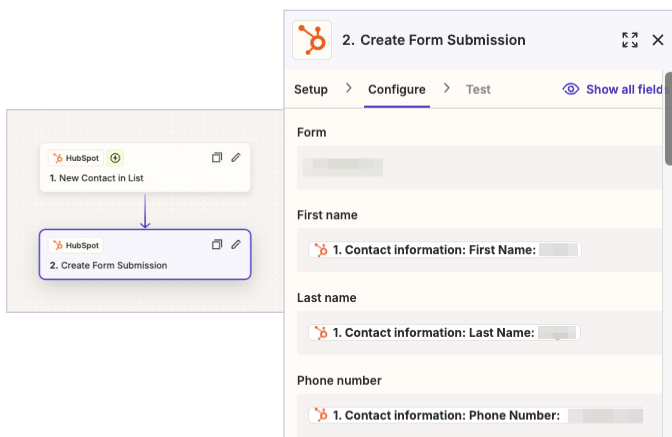 HubSpot
1. New Contact in List
HubSpot
2. Create Form Submission
2. Create Form Submission
Setup
Configure
Test
Show all fields
Form
First name
1. Contact information: First Name:
Last name
1. Contact information: Last Name:
Phone number
1. Contact information: Phone Number: